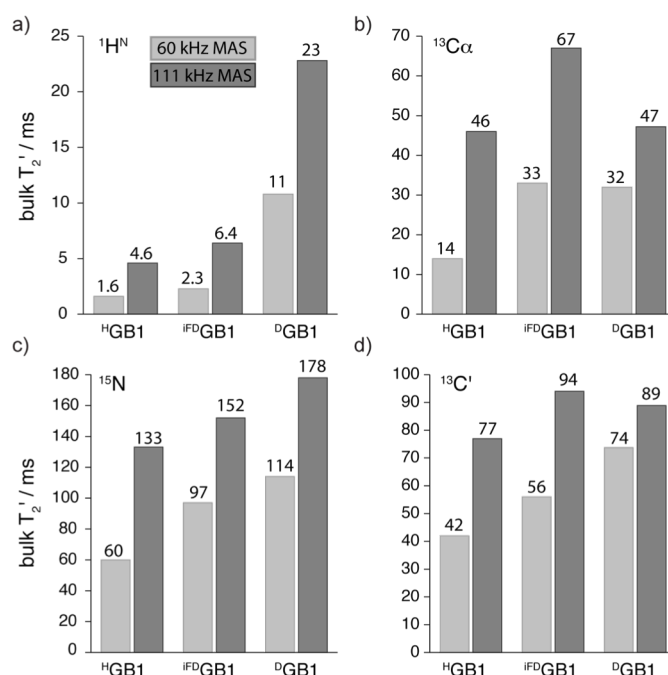 a)
¹Hᴺ
60 kHz MAS
111 kHz MAS
bulk T₂' / ms
25
20
15
10
5
0
1.6
4.6
2.3
6.4
11
23
ᴴGB1
ⁱᶠᴰGB1
ᴰGB1
b)
¹³Cα
70
60
50
40
30
20
10
0
14
46
33
67
32
47
ᴴGB1
ⁱᶠᴰGB1
ᴰGB1
c)
¹⁵N
bulk T₂' / ms
180
160
140
120
100
80
60
40
20
0
60
133
97
152
114
178
ᴴGB1
ⁱᶠᴰGB1
ᴰGB1
d)
¹³C'
100
90
80
70
60
50
40
30
20
10
0
42
77
56
94
74
89
ᴴGB1
ⁱᶠᴰGB1
ᴰGB1